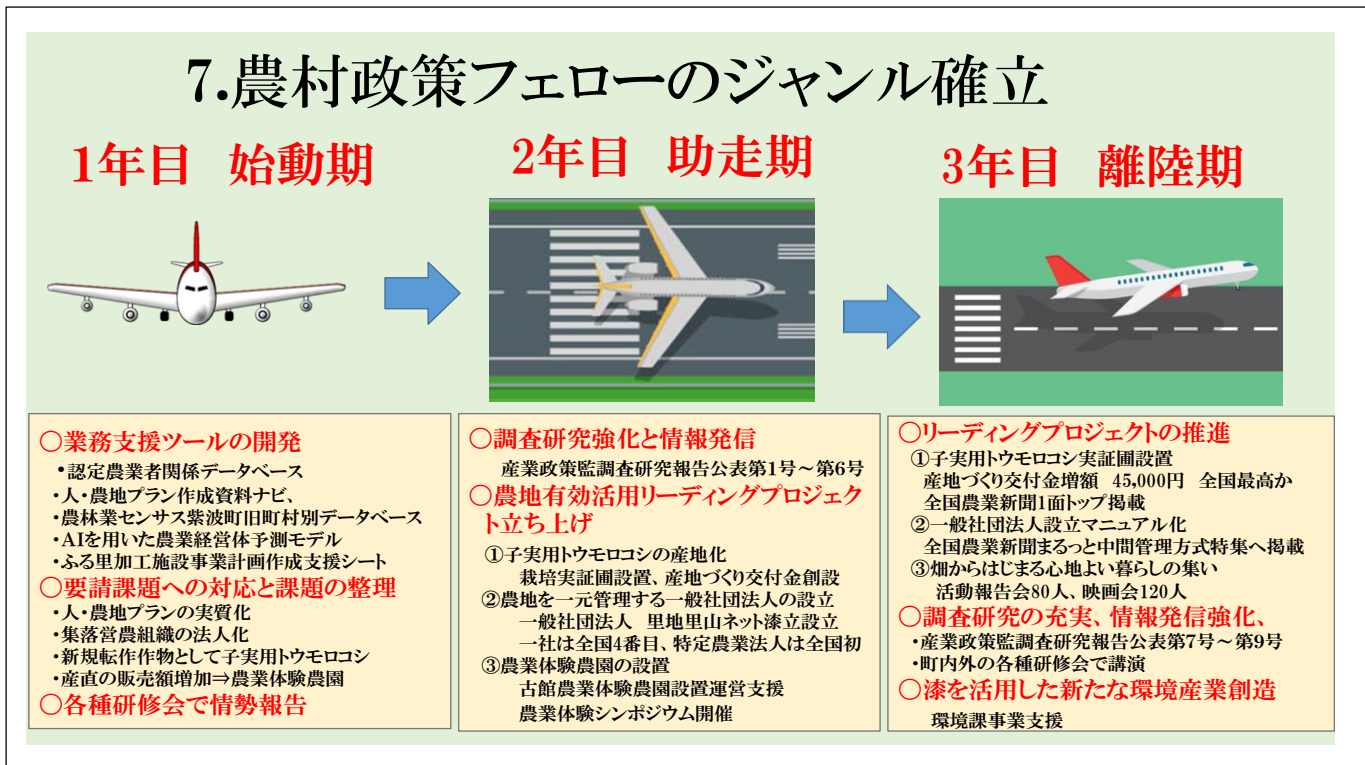 7.農村政策フェローのジャンル確立
1年目　始動期
2年目　助走期
3年目　離陸期
〇業務支援ツールの開発
・認定農業者関係データベース
・人・農地プラン作成資料ナビ、
・農林業センサス紫波町旧町村別データベース
・AIを用いた農業経営体予測モデル
・ふる里加工施設事業計画作成支援シート
〇要請課題への対応と課題の整理
・人・農地プランの実質化
・集落営農組織の法人化
・新規転作作物として子実用トウモロコシ
・産直の販売額増加⇒農業体験農園
〇各種研修会で情勢報告
〇調査研究強化と情報発信
産業政策監調査研究報告公表第1号～第6号
〇農地有効活用リーディングプロジェク
ト立ち上げ
①子実用トウモロコシの産地化
栽培実証圃設置、産地づくり交付金創設
②農地を一元管理する一般社団法人の設立
一般社団法人　里地里山ネット漆立設立
一社は全国4番目、特定農業法人は全国初
③農業体験農園の設置
古館農業体験農園設置運営支援
農業体験シンポジウム開催
〇リーディングプロジェクトの推進
①子実用トウモロコシ実証圃設置
産地づくり交付金増額　45,000円　全国最高か
全国農業新聞1面トップ掲載
②一般社団法人設立マニュアル化
全国農業新聞まるっと中間管理方式特集へ掲載
③畑からはじまる心地よい暮らしの集い
活動報告会80人、映画会120人
〇調査研究の充実、情報発信強化、
・産業政策監調査研究報告公表第7号～第9号
・町内外の各種研修会で講演
〇漆を活用した新たな環境産業創造
環境課事業支援